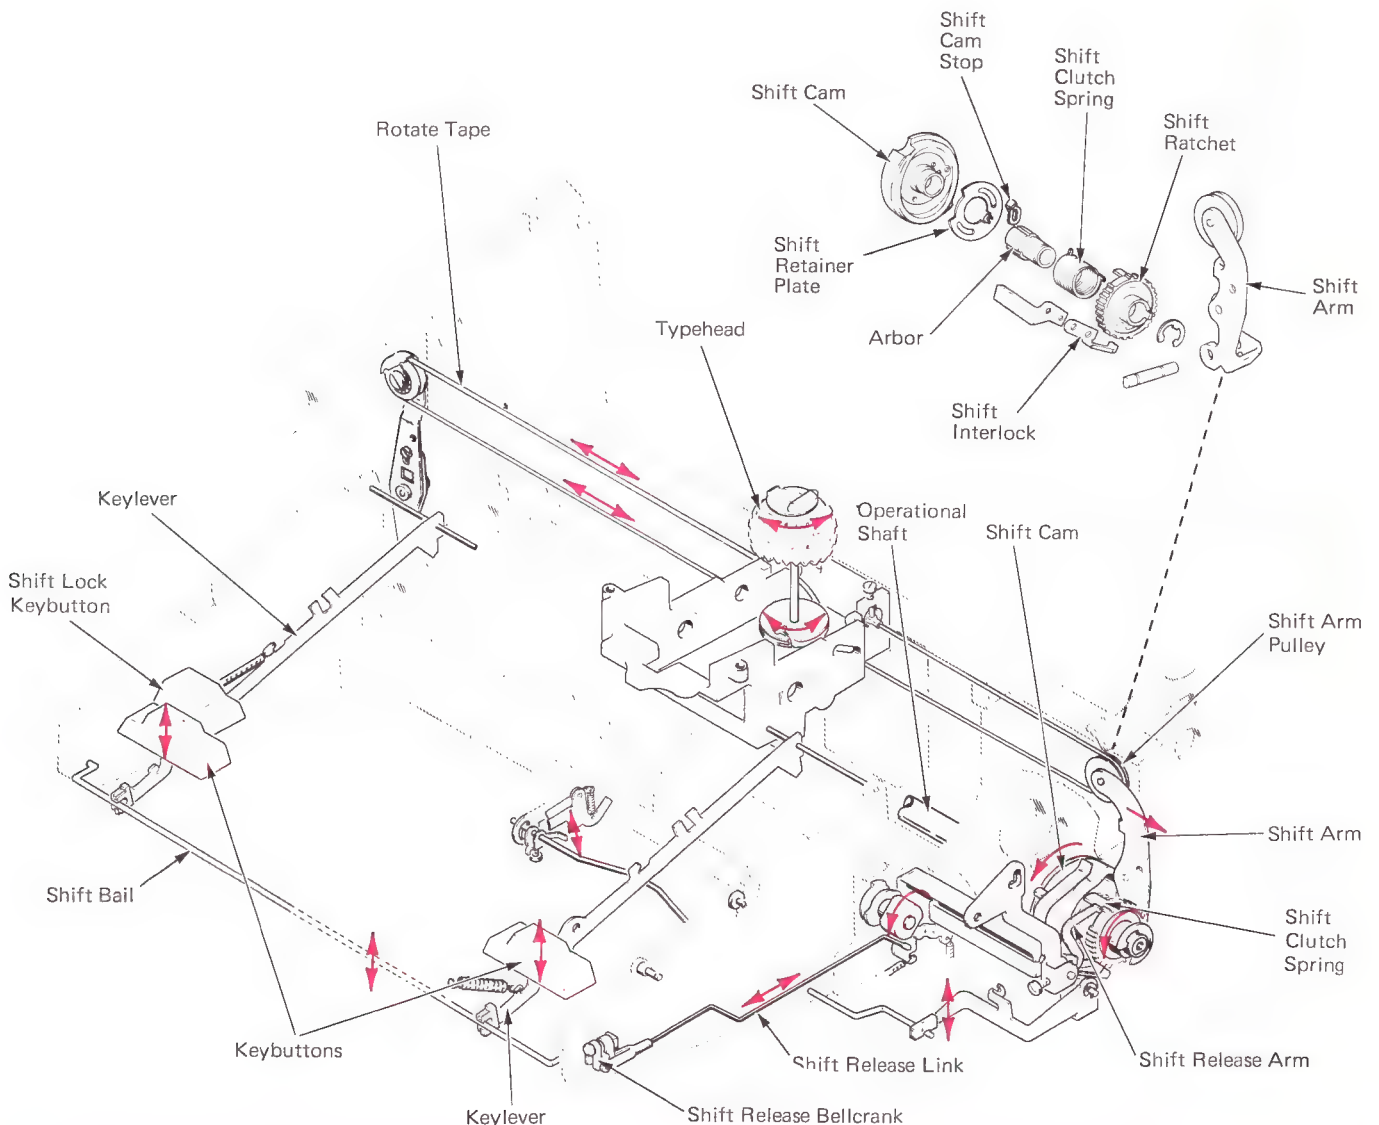 Shift
Cam
Stop
Shift
Clutch
Spring
Shift Cam
Shift
Ratchet
Rotate Tape
Shift
Retainer
Plate
Shift
Arm
Typehead
Arbor
Shift
Interlock
Keylever
Operational
Shaft
Shift Cam
Shift Lock
Keybutton
Shift Arm
Pulley
Shift Arm
Shift Bail
Shift
Clutch
Spring
Keybuttons
Shift Release Link
Shift Release Arm
Keylever
Shift Release Bellcrank